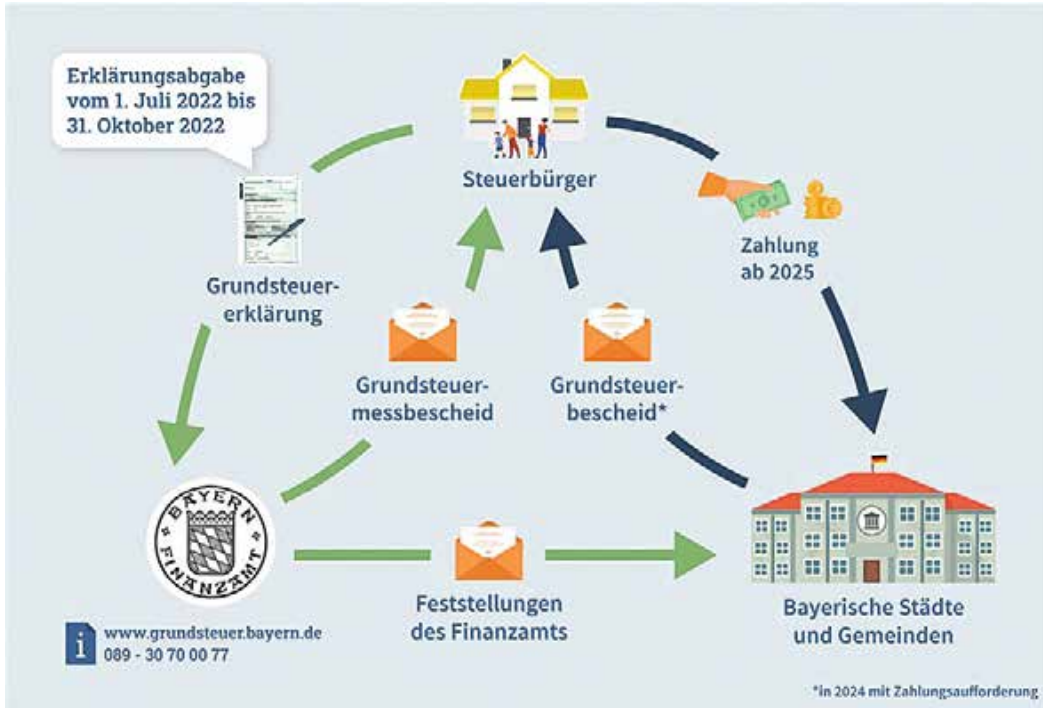 Erklärungsabgabe
vom 1. Juli 2022 bis
31. Oktober 2022
Steuerbürger
Zahlung
ab 2025
Grundsteuer-
erklärung
Grundsteuer-
messbescheid
Grundsteuer-
bescheid*
BAYERN
FINANZAMT
Feststellungen
des Finanzamts
Bayerische Städte
und Gemeinden
i
www.grundsteuer.bayern.de
089 - 30 70 00 77
*in 2024 mit Zahlungsaufforderung